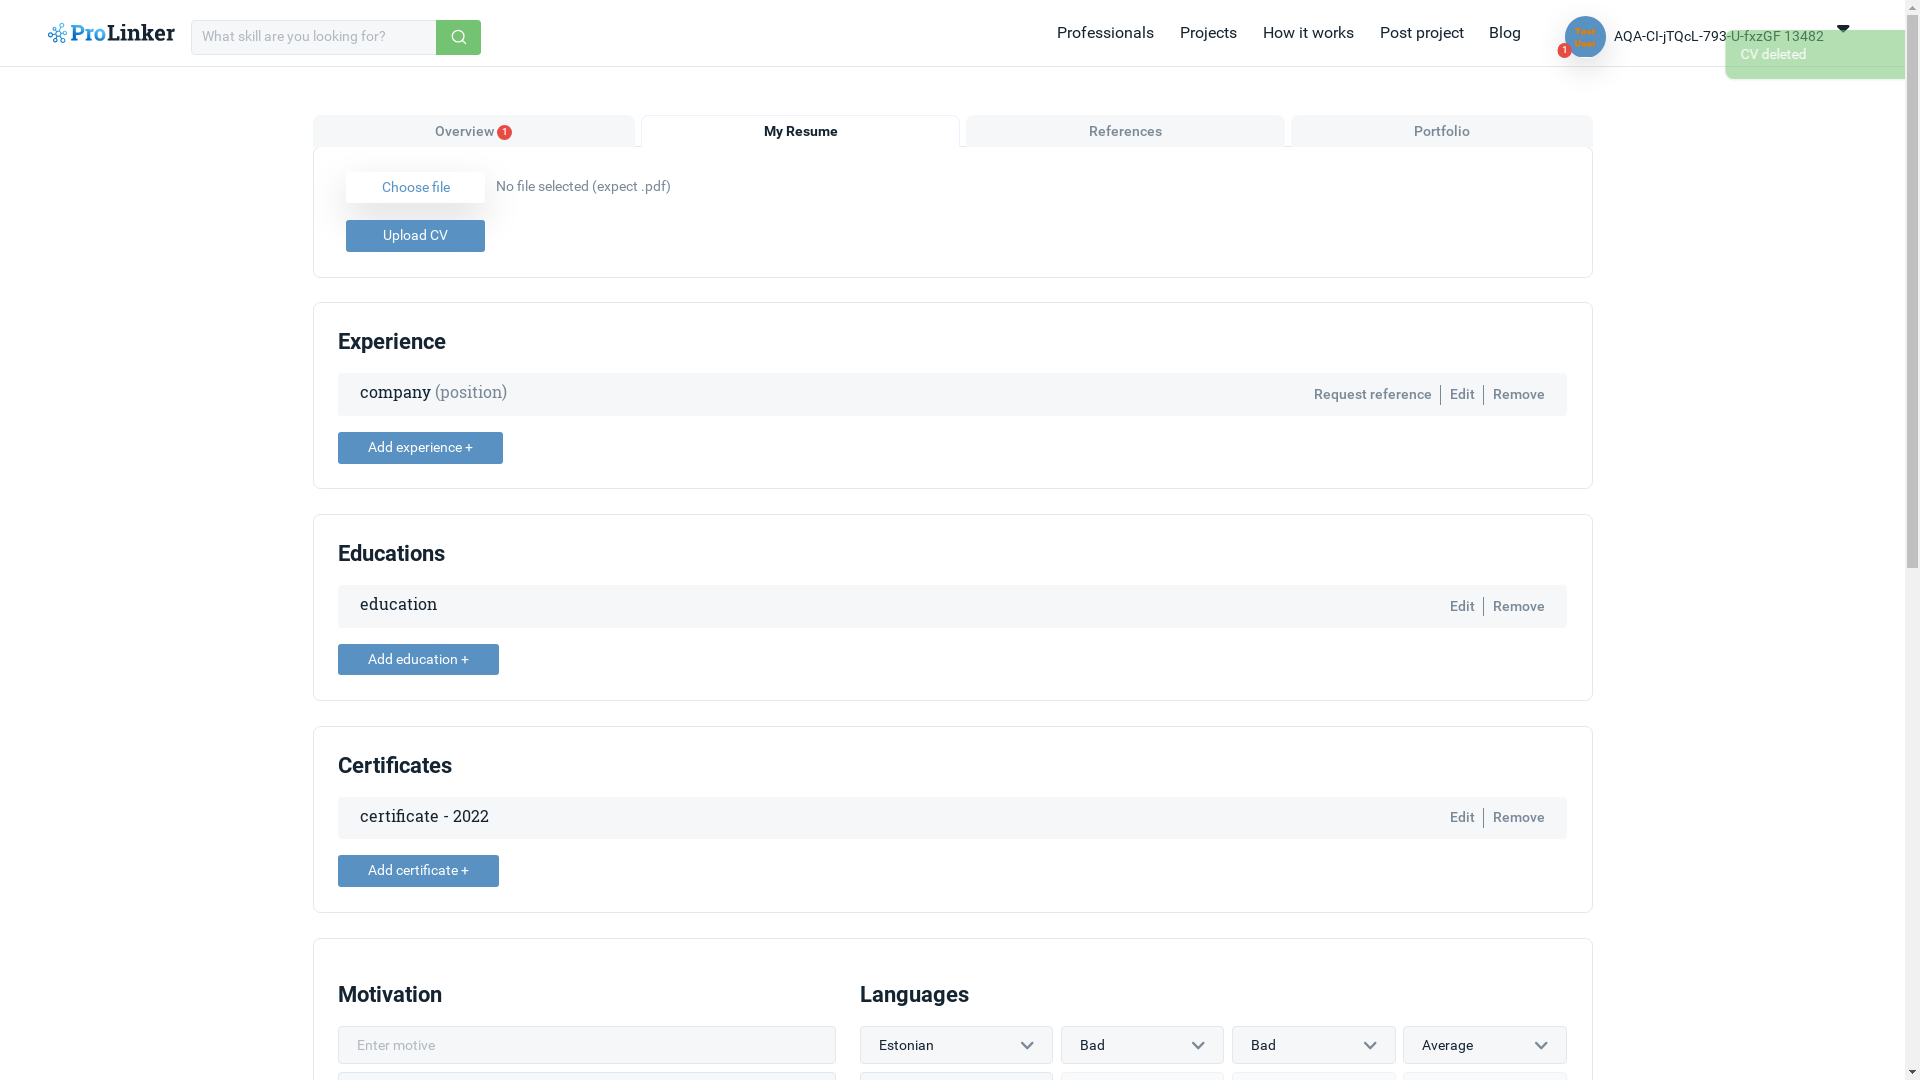 ProLinker
What skill are you looking for?
Professionals
Projects
How it works
Post project
Blog
Test
User
1
AQA-CI-jTQcL-793-U-fxzGF 13482
CV deleted
Overview 1
My Resume
References
Portfolio
Choose file
No file selected (expect .pdf)
Upload CV
Experience
company (position)
Request reference
Edit
Remove
Add experience +
Educations
education
Edit
Remove
Add education +
Certificates
certificate - 2022
Edit
Remove
Add certificate +
Motivation
Languages
Enter motive
Estonian
Bad
Bad
Average